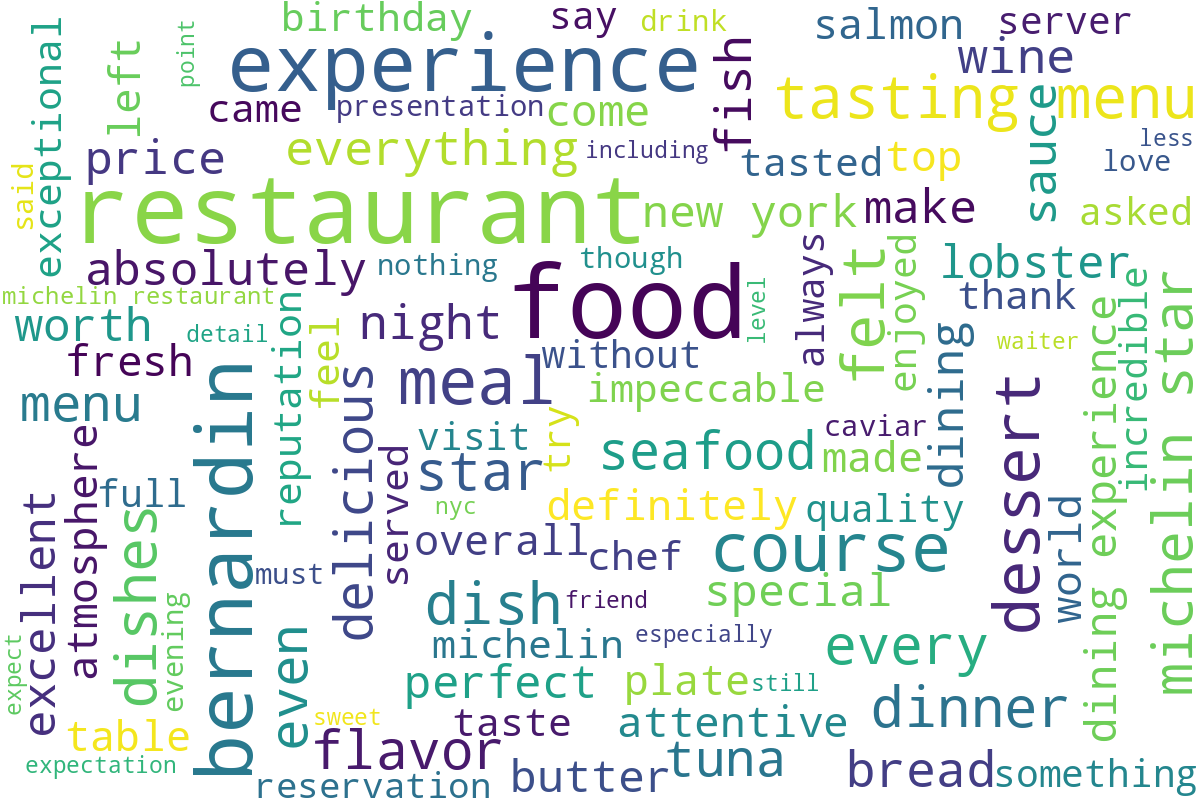 birthday
say
drink
salmon
server
exceptional
left
point
experience
fish
wine
came
presentation
come
tasting menu
sauce
less
price
everything
including
tasted
top
love
said
restaurant
new york
make
asked
absolutely
nothing
though
food
level
always
felt
enjoyed
lobster
thank
michelin restaurant
worth
detail
reputation
feel
night
without
dining
waiter
dining experience
incredible
michelin star
fresh
bernardin
delicious
meal
impeccable
menu
atmosphere
visit
try
seafood
caviar
made
dessert
full
served
star
nyc
definitely
quality
world
excellent
dishes
must
overall
chef
course
dish
friend
special
evening
even
michelin
especially
every
expect
perfect
plate
still
dinner
table
sweet
taste
attentive
flavor
tuna
expectation
reservation
butter
bread
something